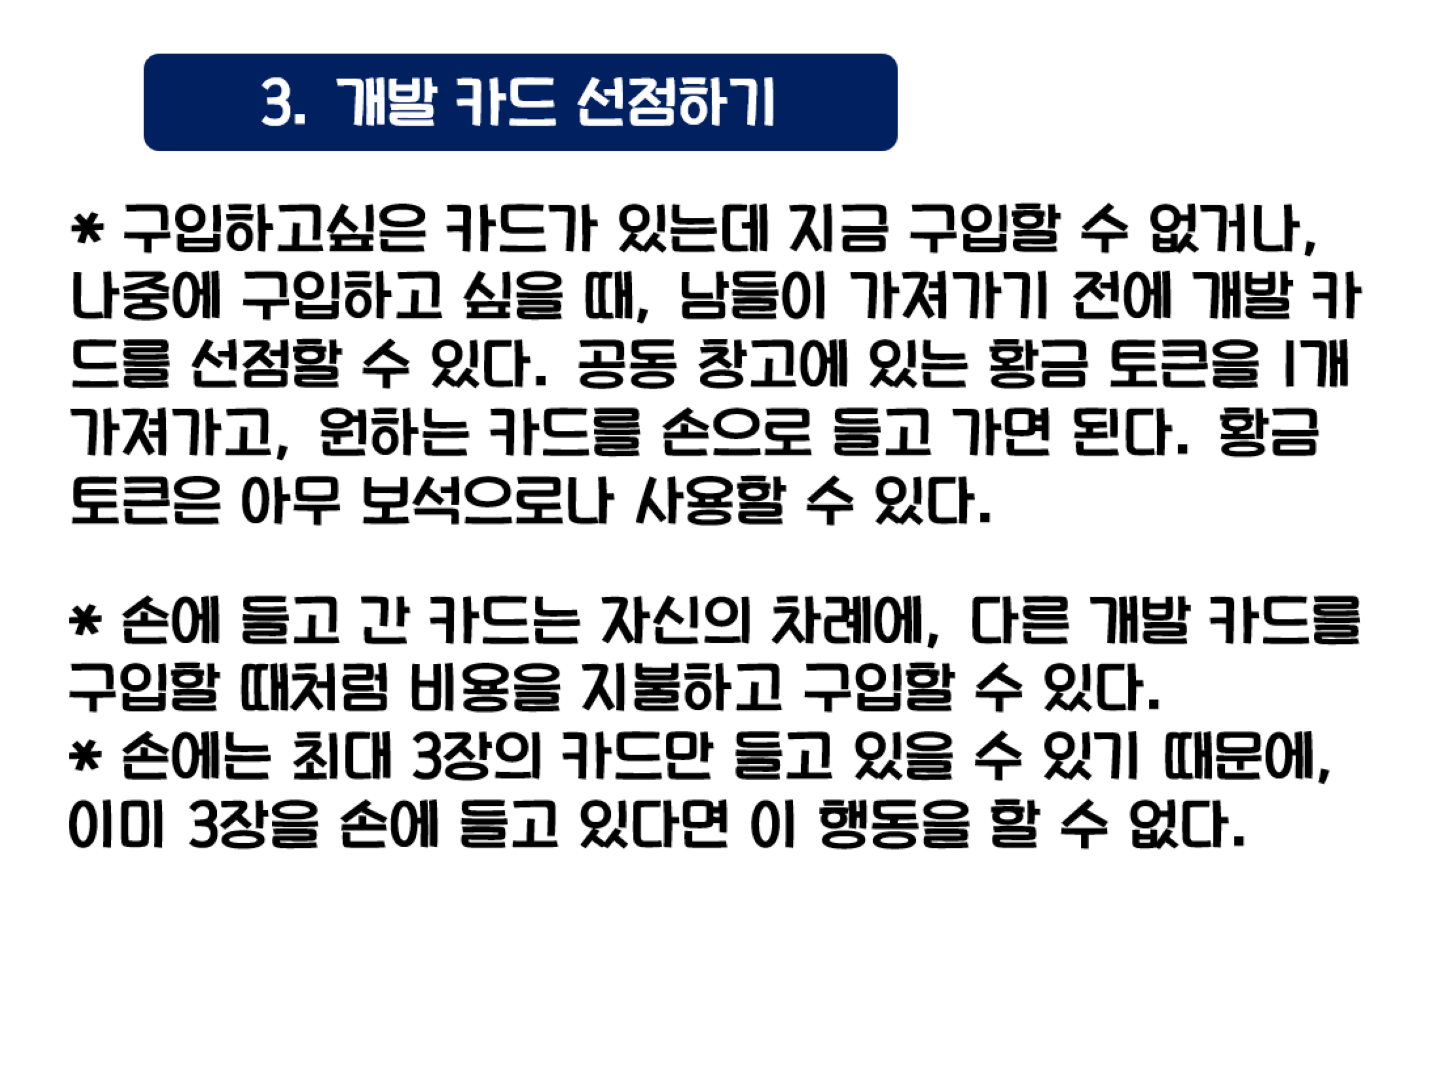 3. 개발 카드 선점하기
* 구입하고싶은 카드가 있는데 지금 구입할 수 없거나,
나중에 구입하고 싶을 때, 남들이 가져가기 전에 개발 카
드를 선점할 수 있다. 공동 창고에 있는 황금 토큰을 1개
가져가고, 원하는 카드를 손으로 들고 가면 된다. 황금
토큰은 아무 보석으로나 사용할 수 있다.
* 손에 들고 간 카드는 자신의 차례에, 다른 개발 카드를
구입할 때처럼 비용을 지불하고 구입할 수 있다.
* 손에는 최대 3장의 카드만 들고 있을 수 있기 때문에,
이미 3장을 손에 들고 있다면 이 행동을 할 수 없다.